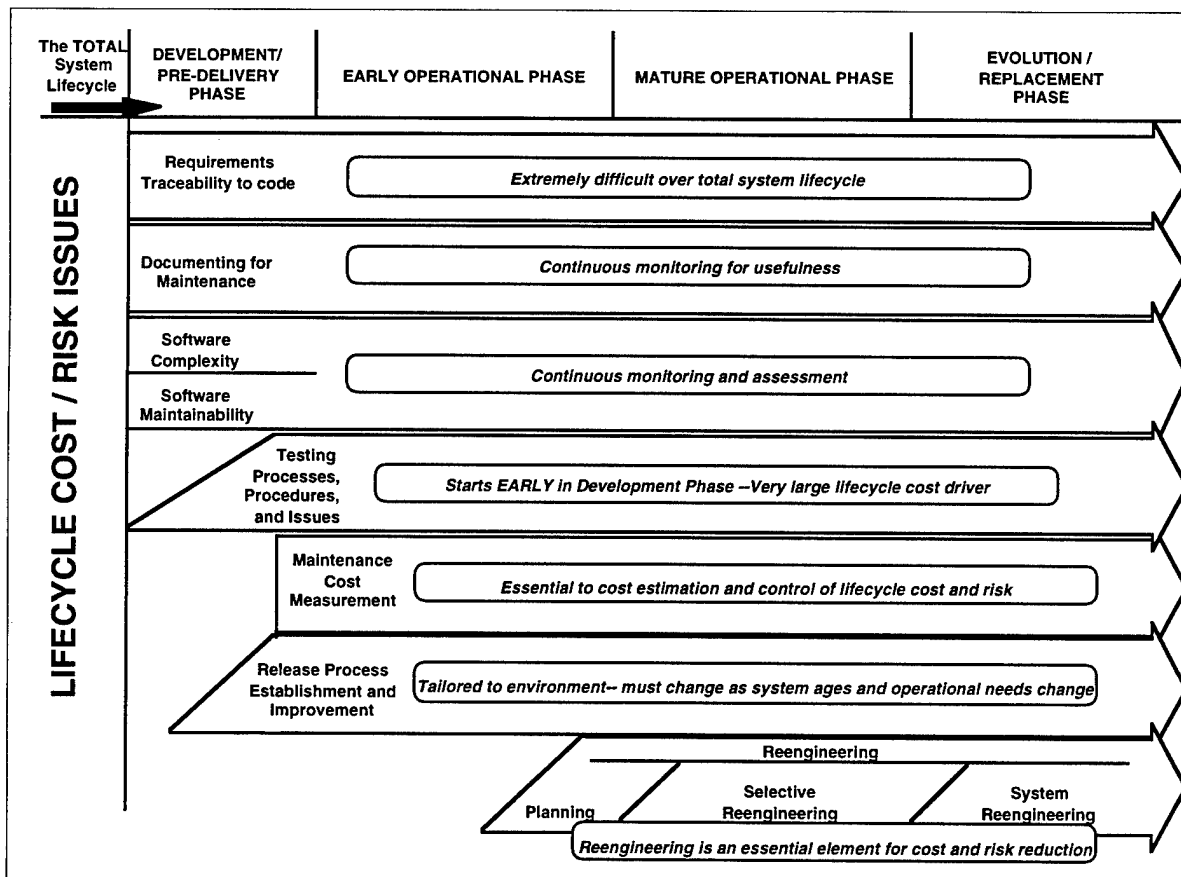 The TOTAL
System
Lifecycle
DEVELOPMENT/
PRE-DELIVERY
PHASE
EARLY OPERATIONAL PHASE
MATURE OPERATIONAL PHASE
EVOLUTION /
REPLACEMENT
PHASE
LIFECYCLE COST / RISK ISSUES
Requirements
Traceability to code
Extremely difficult over total system lifecycle
Documenting for
Maintenance
Continuous monitoring for usefulness
Software
Complexity
Software
Maintainability
Continuous monitoring and assessment
Testing
Processes,
Procedures,
and Issues
Starts EARLY in Development Phase --Very large lifecycle cost driver
Maintenance
Cost
Measurement
Essential to cost estimation and control of lifecycle cost and risk
Release Process
Establishment and
Improvement
Tailored to environment-- must change as system ages and operational needs change
Reengineering
Planning
Selective
Reengineering
System
Reengineering
Reengineering is an essential element for cost and risk reduction